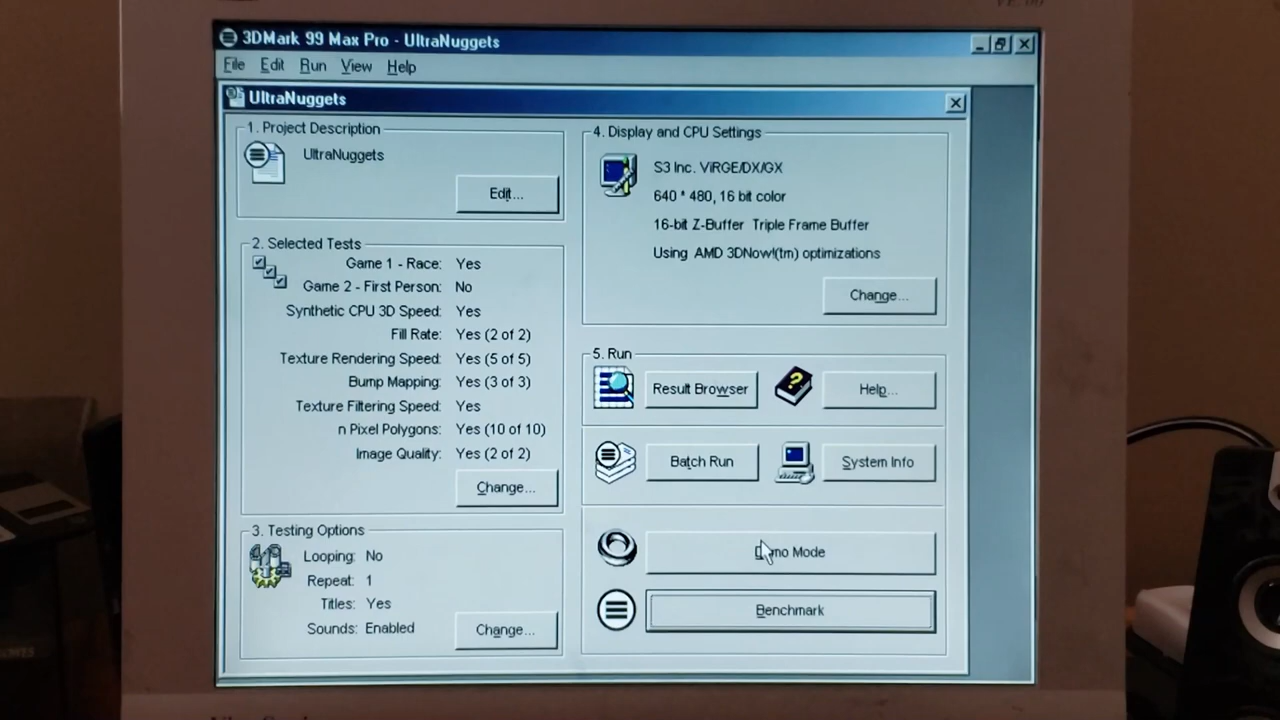 3DMark 99 Max Pro - UltraNuggets
File Edit Run View Help
UltraNuggets
1. Project Description
UltraNuggets
Edit...
2. Selected Tests
Game 1 - Race: Yes
Game 2 - First Person: No
Synthetic CPU 3D Speed: Yes
Fill Rate: Yes (2 of 2)
Texture Rendering Speed: Yes (5 of 5)
Bump Mapping: Yes (3 of 3)
Texture Filtering Speed: Yes
n Pixel Polygons: Yes (10 of 10)
Image Quality: Yes (2 of 2)
Change...
3. Testing Options
Looping: No
Repeat: 1
Titles: Yes
Sounds: Enabled
Change...
4. Display and CPU Settings
S3 Inc. ViRGE/DX/GX
640 * 480, 16 bit color
16-bit Z-Buffer Triple Frame Buffer
Using AMD 3DNow!(tm) optimizations
Change...
5. Run
Result Browser
Help...
Batch Run
System Info
Demo Mode
Benchmark